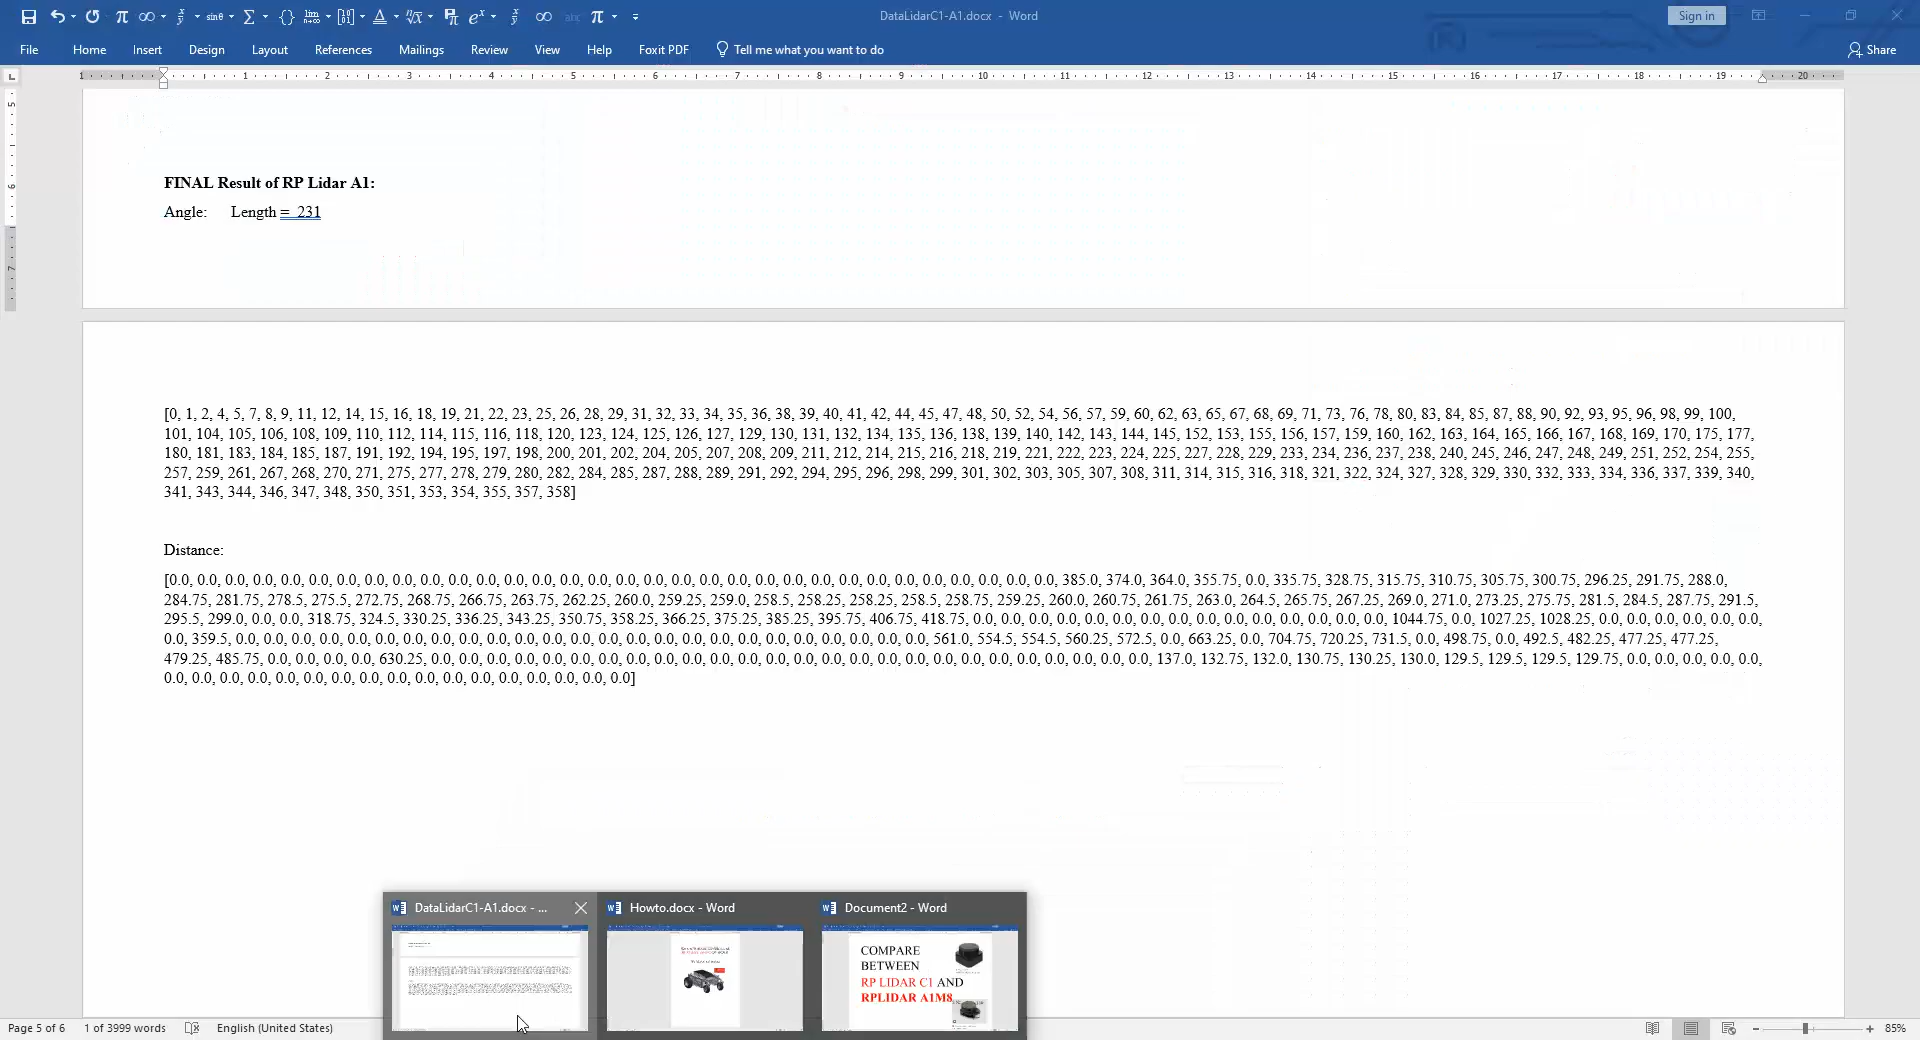 DataLidarC1-A1.docx - Word
Sign in
File Home Insert Design Layout References Mailings Review View Help Foxit PDF Tell me what you want to do Share
FINAL Result of RP Lidar A1:
Angle: Length = 231
[0, 1, 2, 4, 5, 7, 8, 9, 11, 12, 14, 15, 16, 18, 19, 21, 22, 23, 25, 26, 28, 29, 31, 32, 33, 34, 35, 36, 38, 39, 40, 41, 42, 44, 45, 47, 48, 50, 52, 54, 56, 57, 59, 60, 62, 63, 65, 67, 68, 69, 71, 73, 76, 78, 80, 83, 84, 85, 87, 88, 90, 92, 93, 95, 96, 98, 99, 100,
101, 104, 105, 106, 108, 109, 110, 112, 114, 115, 116, 118, 120, 123, 124, 125, 126, 127, 129, 130, 131, 132, 134, 135, 136, 138, 139, 140, 142, 143, 144, 145, 152, 153, 155, 156, 157, 159, 160, 162, 163, 164, 165, 166, 167, 168, 169, 170, 175, 177,
180, 181, 183, 184, 185, 187, 191, 192, 194, 195, 197, 198, 200, 201, 202, 204, 205, 207, 208, 209, 211, 212, 214, 215, 216, 218, 219, 221, 222, 223, 224, 225, 227, 228, 229, 233, 234, 236, 237, 238, 240, 245, 246, 247, 248, 249, 251, 252, 254, 255,
257, 259, 261, 267, 268, 270, 271, 275, 277, 278, 279, 280, 282, 284, 285, 287, 288, 289, 291, 292, 294, 295, 296, 298, 299, 301, 302, 303, 305, 307, 308, 311, 314, 315, 316, 318, 321, 322, 324, 327, 328, 329, 330, 332, 333, 334, 336, 337, 339, 340,
341, 343, 344, 346, 347, 348, 350, 351, 353, 354, 355, 357, 358]
Distance:
[0.0, 0.0, 0.0, 0.0, 0.0, 0.0, 0.0, 0.0, 0.0, 0.0, 0.0, 0.0, 0.0, 0.0, 0.0, 0.0, 0.0, 0.0, 0.0, 0.0, 0.0, 0.0, 0.0, 0.0, 0.0, 0.0, 0.0, 0.0, 0.0, 0.0, 0.0, 0.0, 385.0, 374.0, 364.0, 355.75, 0.0, 335.75, 328.75, 315.75, 310.75, 305.75, 300.75, 296.25, 291.75, 288.0,
284.75, 281.75, 278.5, 275.5, 272.75, 268.75, 266.75, 263.75, 262.25, 260.0, 259.25, 259.0, 258.5, 258.25, 258.25, 258.5, 258.75, 259.25, 260.0, 260.75, 261.75, 263.0, 264.5, 265.75, 267.25, 269.0, 271.0, 273.25, 275.75, 281.5, 284.5, 287.75, 291.5,
295.5, 299.0, 0.0, 0.0, 318.75, 324.5, 330.25, 336.25, 343.25, 350.75, 358.25, 366.25, 375.25, 385.25, 395.75, 406.75, 418.75, 0.0, 0.0, 0.0, 0.0, 0.0, 0.0, 0.0, 0.0, 0.0, 0.0, 0.0, 0.0, 0.0, 0.0, 0.0, 1044.75, 0.0, 1027.25, 1028.25, 0.0, 0.0, 0.0, 0.0, 0.0, 0.0,
0.0, 359.5, 0.0, 0.0, 0.0, 0.0, 0.0, 0.0, 0.0, 0.0, 0.0, 0.0, 0.0, 0.0, 0.0, 0.0, 0.0, 0.0, 0.0, 0.0, 0.0, 0.0, 0.0, 0.0, 0.0, 0.0, 0.0, 561.0, 554.5, 554.5, 560.25, 572.5, 0.0, 663.25, 0.0, 704.75, 720.25, 731.5, 0.0, 498.75, 0.0, 492.5, 482.25, 477.25, 477.25,
479.25, 485.75, 0.0, 0.0, 0.0, 0.0, 630.25, 0.0, 0.0, 0.0, 0.0, 0.0, 0.0, 0.0, 0.0, 0.0, 0.0, 0.0, 0.0, 0.0, 0.0, 0.0, 0.0, 0.0, 0.0, 0.0, 0.0, 0.0, 0.0, 0.0, 0.0, 0.0, 0.0, 137.0, 132.75, 132.0, 130.75, 130.25, 130.0, 129.5, 129.5, 129.5, 129.75, 0.0, 0.0, 0.0, 0.0, 0.0,
0.0, 0.0, 0.0, 0.0, 0.0, 0.0, 0.0, 0.0, 0.0, 0.0, 0.0, 0.0, 0.0, 0.0, 0.0, 0.0, 0.0]
DataLidarC1-A1.docx - ... Howto.docx - Word Document2 - Word
COMPARE
BETWEEN
RP LIDAR C1 AND
RPLIDAR A1M8
Page 5 of 6 1 of 3999 words English (United States) 85%